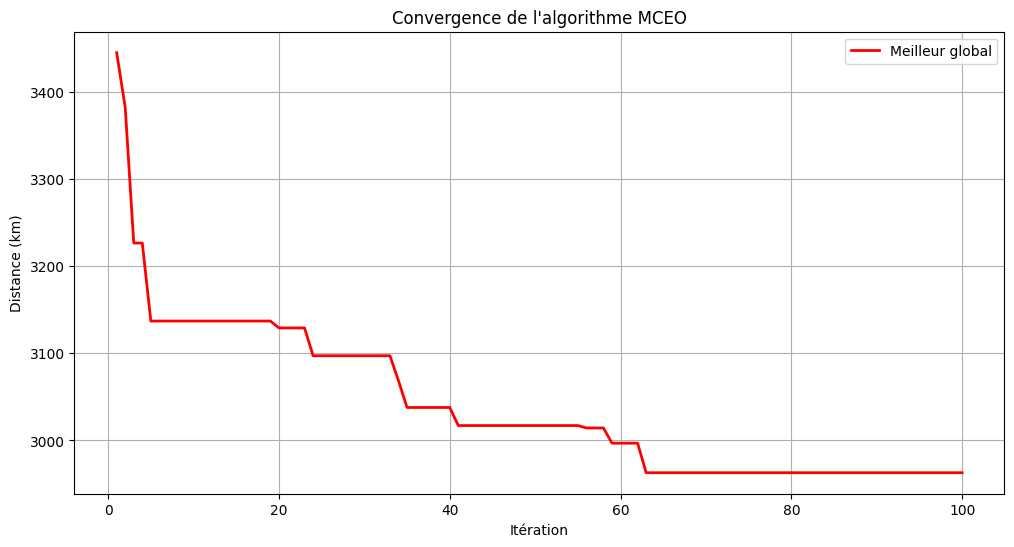 Convergence de l'algorithme MCEO
Meilleur global
3400
3300
3200
3100
3000
Distance (km)
0 20 40 60 80 100
Itération